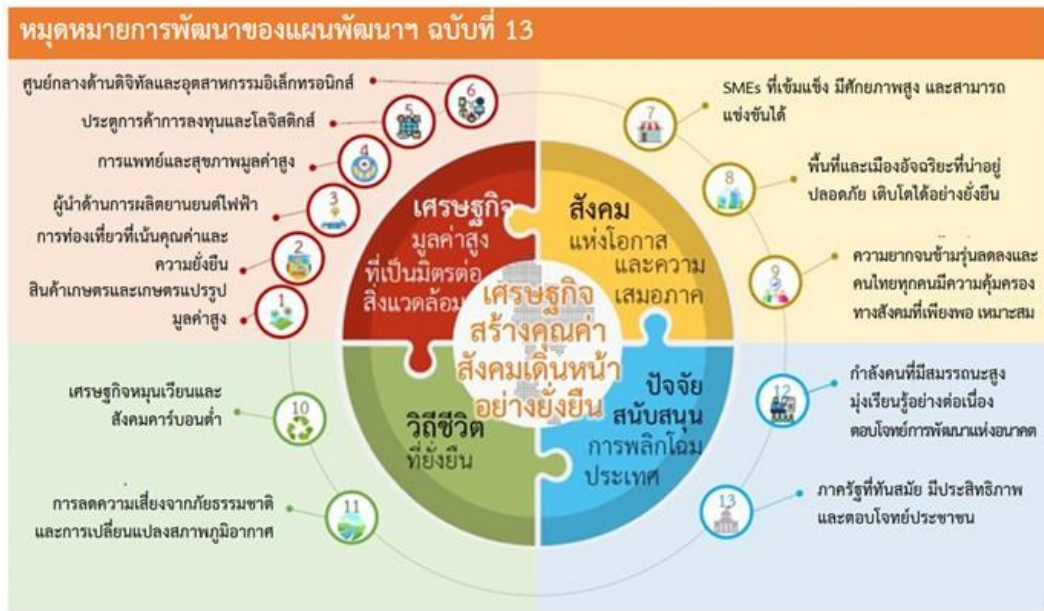 หมุดหมายการพัฒนาของแผนพัฒนาฯ ฉบับที่ 13
ศูนย์กลางด้านดิจิทัลและอุตสาหกรรมอิเล็กทรอนิกส์
6
ประตูการค้าการลงทุนและโลจิสติกส์
5
การแพทย์และสุขภาพมูลค่าสูง
4
ผู้นำด้านการผลิตยานยนต์ไฟฟ้า
3
การท่องเที่ยวที่เน้นคุณค่าและ
ความยั่งยืน
2
สินค้าเกษตรและเกษตรแปรรูป
มูลค่าสูง
1
เศรษฐกิจ
มูลค่าสูง
ที่เป็นมิตรต่อ
สิ่งแวดล้อม
สังคม
แห่งโอกาส
และความ
เสมอภาค
7
SMEs ที่เข้มแข็ง มีศักยภาพสูง และสามารถ
แข่งขันได้
8
พื้นที่และเมืองอัจฉริยะที่น่าอยู่
ปลอดภัย เติบโตได้อย่างยั่งยืน
9
ความยากจนข้ามรุ่นลดลงและ
คนไทยทุกคนมีความคุ้มครอง
ทางสังคมที่เพียงพอ เหมาะสม
เศรษฐกิจ
สร้างคุณค่า
สังคมเดินหน้า
อย่างยั่งยืน
เศรษฐกิจหมุนเวียนและ
สังคมคาร์บอนต่ำ
10
การลดความเสี่ยงจากภัยธรรมชาติ
และการเปลี่ยนแปลงสภาพภูมิอากาศ
11
วิถีชีวิต
ที่ยั่งยืน
ปัจจัย
สนับสนุน
การพลิกโฉม
ประเทศ
12
กำลังคนที่มีสมรรถนะสูง
มุ่งเรียนรู้อย่างต่อเนื่อง
ตอบโจทย์การพัฒนาแห่งอนาคต
13
ภาครัฐที่ทันสมัย มีประสิทธิภาพ
และตอบโจทย์ประชาชน